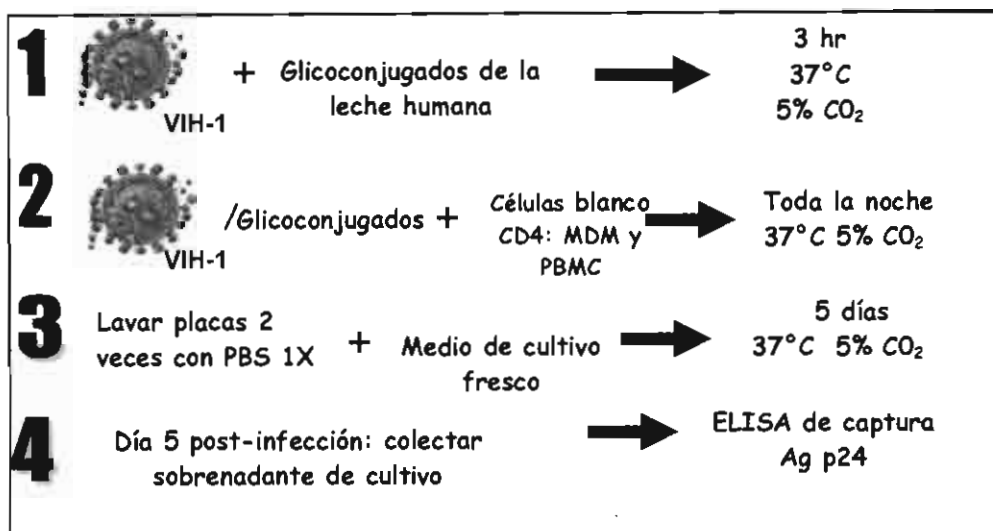 1
VIH-1
+ Glicoconjugados de la
leche humana
3 hr
37°C
5% CO₂
2
VIH-1
/Glicoconjugados +
Células blanco
CD4: MDM y
PBMC
Toda la noche
37°C 5% CO₂
3
Lavar placas 2
veces con PBS 1X
+ Medio de cultivo
fresco
5 días
37°C 5% CO₂
4
Día 5 post-infección: colectar
sobrenadante de cultivo
ELISA de captura
Ag p24